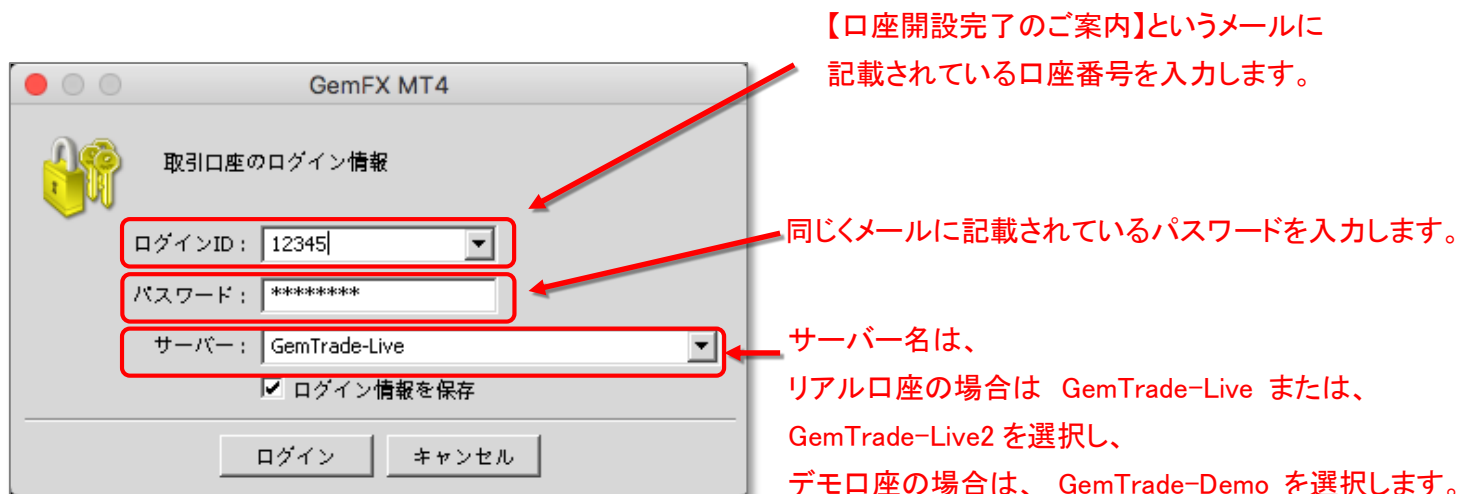 【口座開設完了のご案内】というメールに
記載されている口座番号を入力します。
GemFX MT4
取引口座のログイン情報
ログインID： 12345
同じくメールに記載されているパスワードを入力します。
パスワード： ********
サーバー： GemTrade-Live
サーバー名は、
ログイン情報を保存
リアル口座の場合は GemTrade-Live または、
GemTrade-Live2 を選択し、
ログイン キャンセル
デモ口座の場合は、 GemTrade-Demo を選択します。